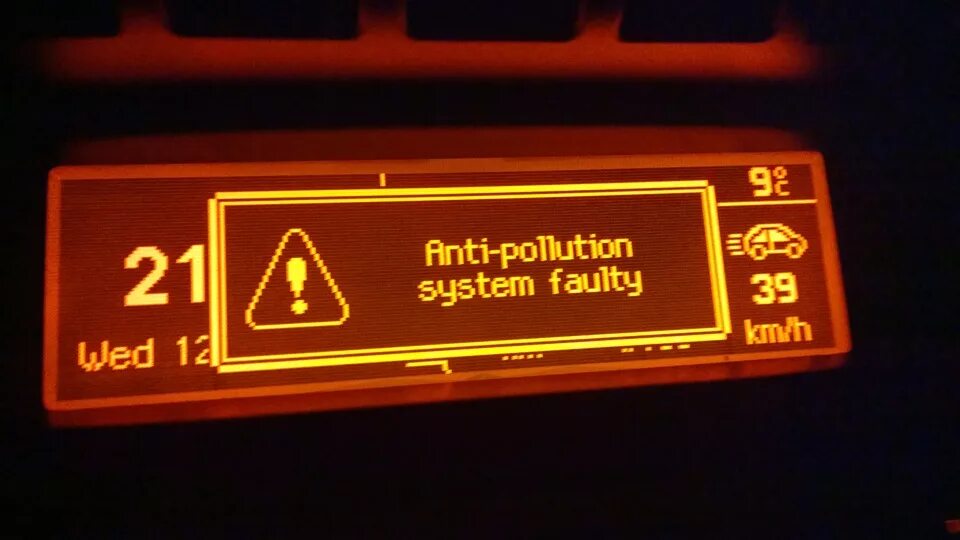 9°C
21
Anti-pollution
system faulty
39
km/h
Wed 12